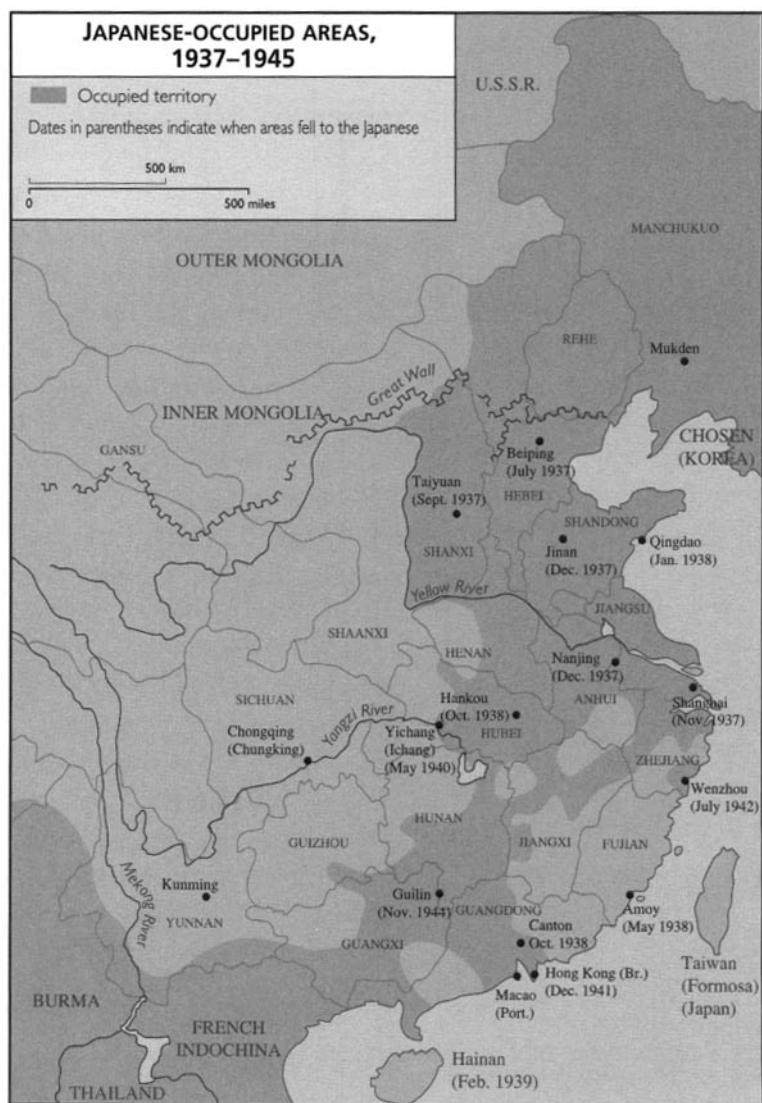 JAPANESE-OCCUPIED AREAS,
1937–1945
Occupied territory
Dates in parentheses indicate when areas fell to the Japanese
500 km
0
500 miles
U.S.S.R.
MANCHUKUO
OUTER MONGOLIA
REHE
Mukden
Great Wall
INNER MONGOLIA
GANSU
Beiping
(July 1937)
CHOSEN
(KOREA)
Taiyuan
(Sept. 1937)
HEBEI
SHANDONG
SHANXI
Jinan
(Dec. 1937)
Qingdao
(Jan. 1938)
Yellow River
JIANGSU
SHAANXI
HENAN
Nanjing
(Dec. 1937)
SICHUAN
Yangzi River
Hankou
(Oct. 1938)
ANHUI
Shanghai
(Nov. 1937)
Chongqing
(Chungking)
Yichang
(Ichang)
(May 1940)
HUBEI
ZHEJIANG
Wenzhou
(July 1942)
HUNAN
GUIZHOU
JIANGXI
FUJIAN
Mekong River
Kunming
YUNNAN
Guilin
(Nov. 1944)
GUANGDONG
Amoy
(May 1938)
GUANGXI
Canton
Oct. 1938
Hong Kong (Br.)
(Dec. 1941)
Macao
(Port.)
Taiwan
(Formosa)
(Japan)
BURMA
FRENCH
INDOCHINA
Hainan
(Feb. 1939)
THAILAND